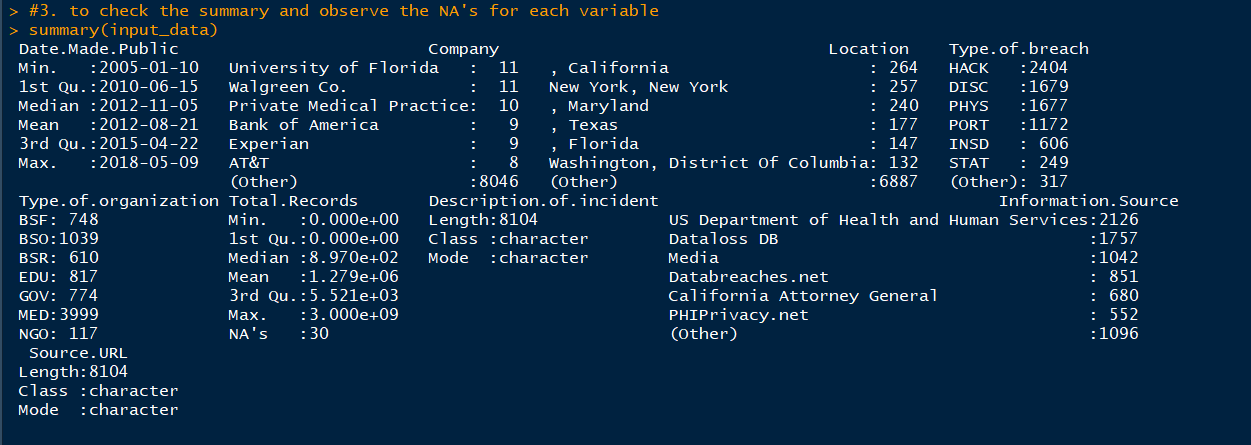 > #3. to check the summary and observe the NA's for each variable
> summary(input_data)
Date.Made.Public Company Location Type.of.breach
Min. :2005-01-10 University of Florida : 11 , California : 264 HACK :2404
1st Qu.:2010-06-15 Walgreen Co. : 11 New York, New York : 257 DISC :1679
Median :2012-11-05 Private Medical Practice: 10 , Maryland : 240 PHYS :1677
Mean :2012-08-21 Bank of America : 9 , Texas : 177 PORT :1172
3rd Qu.:2015-04-22 Experian : 9 , Florida : 147 INSD : 606
Max. :2018-05-09 AT&T : 8 Washington, District Of Columbia: 132 STAT : 249
(Other) :8046 (Other) :6887 (Other): 317
Type.of.organization Total.Records Description.of.incident Information.Source
BSF: 748 Min. :0.000e+00 Length:8104 US Department of Health and Human Services:2126
BSO:1039 1st Qu.:0.000e+00 Class :character Dataloss DB :1757
BSR: 610 Median :8.970e+02 Mode :character Media :1042
EDU: 817 Mean :1.279e+06 Databreaches.net : 851
GOV: 774 3rd Qu.:5.521e+03 California Attorney General : 680
MED:3999 Max. :3.000e+09 PHIPrivacy.net : 552
NGO: 117 NA's :30 (Other) :1096
Source.URL
Length:8104
Class :character
Mode :character